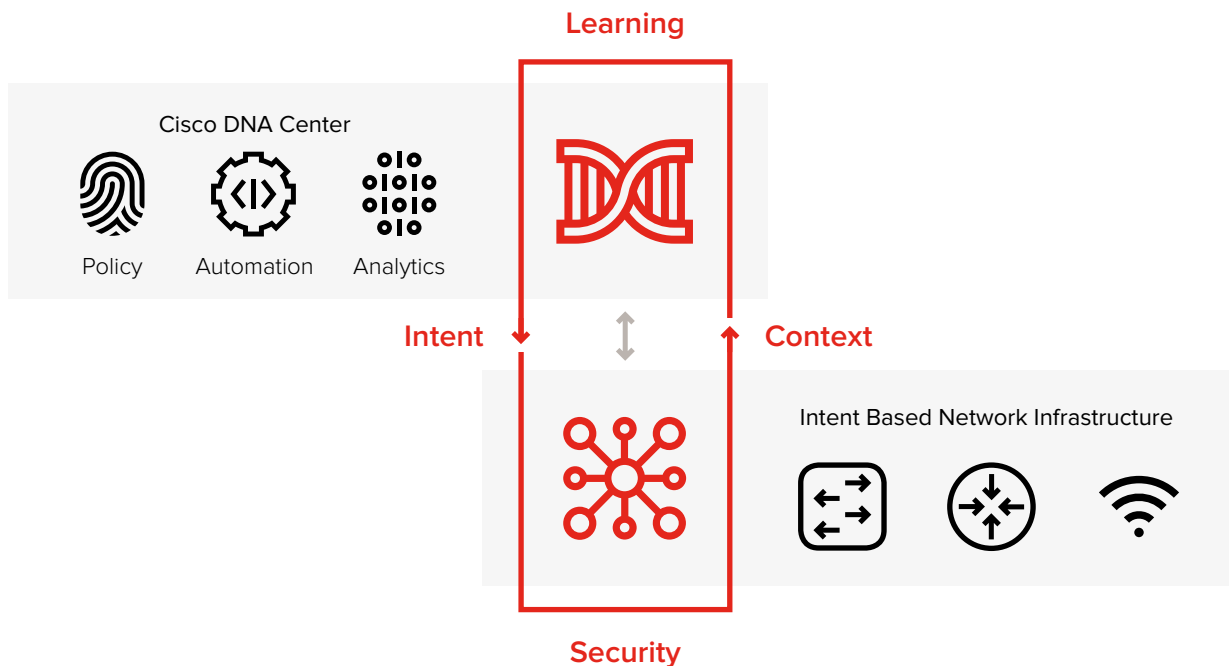 Learning
Cisco DNA Center
Policy
Automation
Analytics
Intent
Context
Intent Based Network Infrastructure
Security